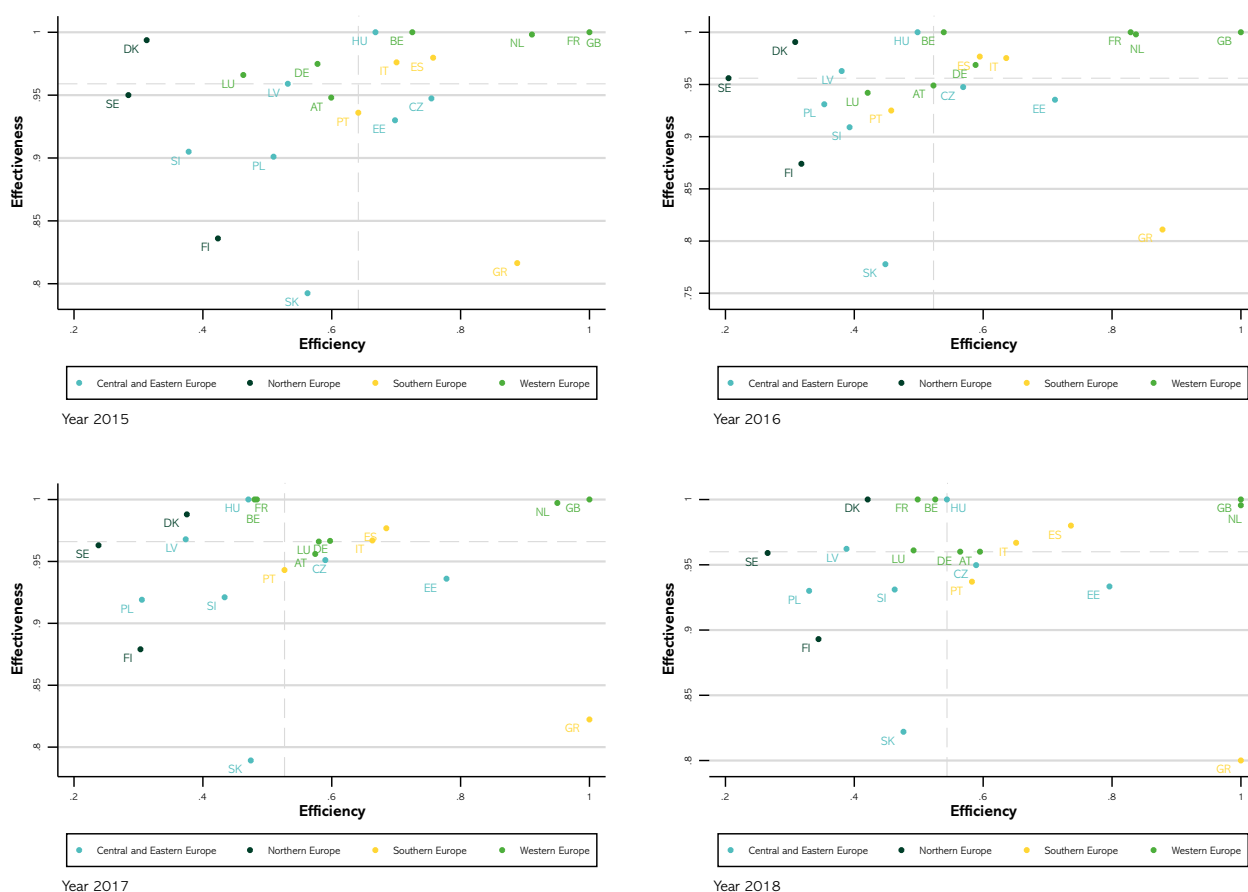 1
.95
.9
.85
.8
Effectiveness
DK
SE
LU
DE
LV
HU
BE
IT
ES
NL
FR
GB
AT
PT
EE
CZ
SI
PL
FI
SK
GR
.2
.4
.6
.8
1
Efficiency
Central and Eastern Europe
Northern Europe
Southern Europe
Western Europe
Year 2015
1
.95
.9
.85
.8
.75
Effectiveness
DK
SE
LV
HU
BE
ES
IT
DE
FR
NL
GB
LU
AT
CZ
PL
PT
EE
SI
FI
SK
GR
.2
.4
.6
.8
1
Efficiency
Central and Eastern Europe
Northern Europe
Southern Europe
Western Europe
Year 2016
1
.95
.9
.85
.8
Effectiveness
HU
FR
BE
DK
NL
GB
SE
LV
LU
DE
ES
IT
AT
CZ
PT
EE
PL
SI
FI
SK
GR
.2
.4
.6
.8
1
Efficiency
Central and Eastern Europe
Northern Europe
Southern Europe
Western Europe
Year 2017
1
.95
.9
.85
.8
Effectiveness
DK
FR
BE
HU
GB
NL
ES
IT
SE
LV
LU
DE
AT
CZ
PT
EE
PL
SI
FI
SK
GR
.2
.4
.6
.8
1
Efficiency
Central and Eastern Europe
Northern Europe
Southern Europe
Western Europe
Year 2018